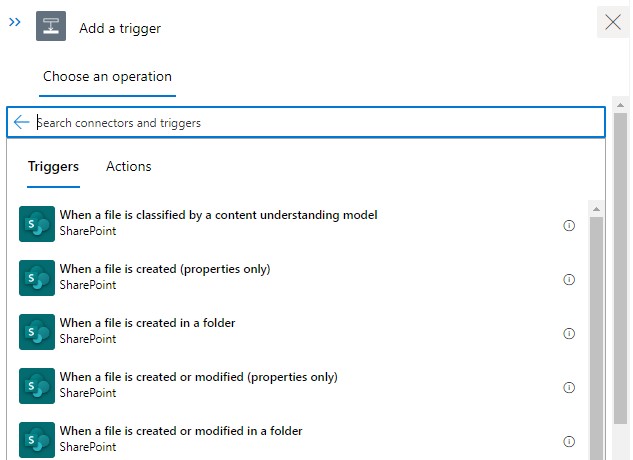 Add a trigger
Choose an operation
Search connectors and triggers
Triggers
Actions
When a file is classified by a content understanding model
SharePoint
When a file is created (properties only)
SharePoint
When a file is created in a folder
SharePoint
When a file is created or modified (properties only)
SharePoint
When a file is created or modified in a folder
SharePoint